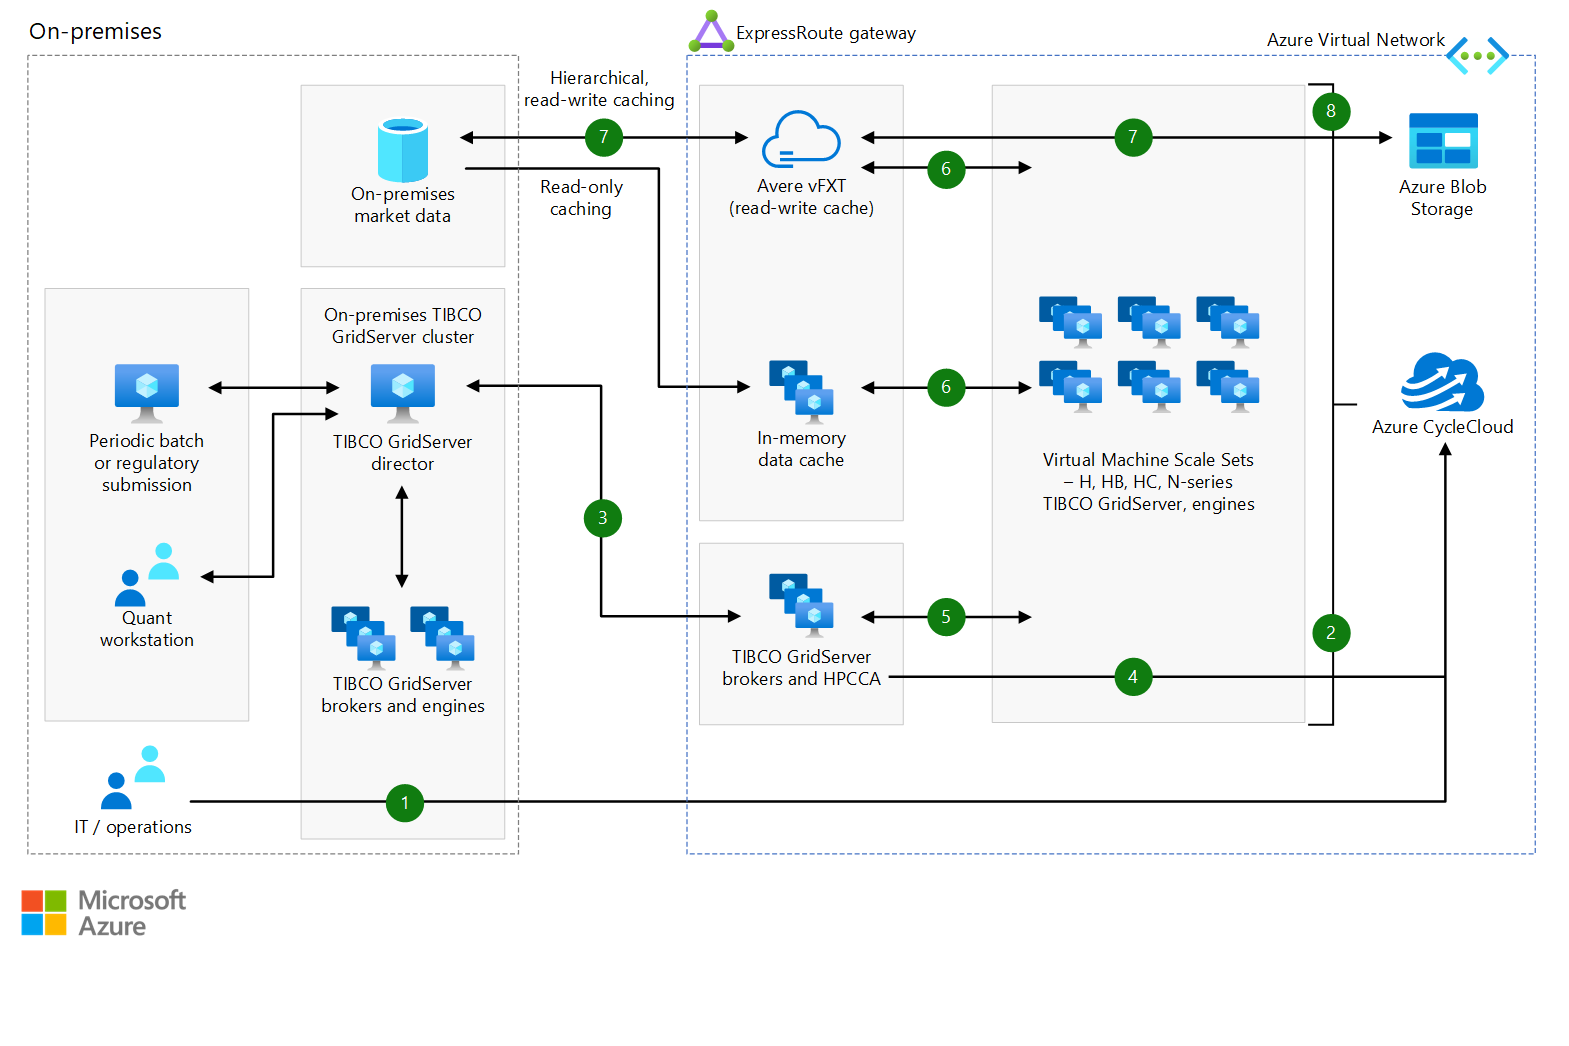 On-premises
ExpressRoute gateway
Azure Virtual Network
Hierarchical,
read-write caching
7
7
8
6
On-premises
market data
Read-only
caching
Avere vFXT
(read-write cache)
Azure Blob
Storage
On-premises TIBCO
GridServer cluster
6
Periodic batch
or regulatory
submission
TIBCO GridServer
director
In-memory
data cache
Virtual Machine Scale Sets
– H, HB, HC, N-series
TIBCO GridServer, engines
Azure CycleCloud
3
5
2
Quant
workstation
TIBCO GridServer
brokers and engines
TIBCO GridServer
brokers and HPCCA
4
1
IT / operations
Microsoft
Azure